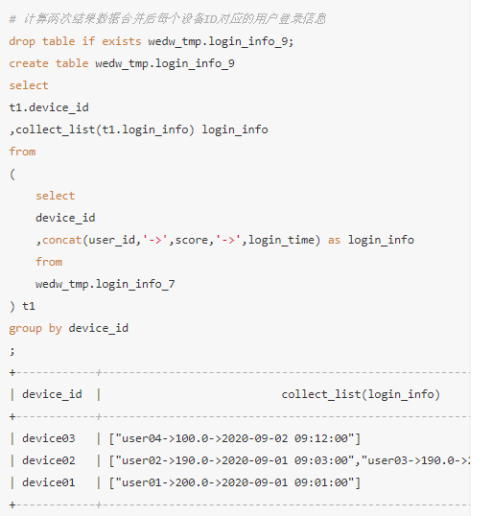 # 计算两次结果数据合并后每个设备ID对应的用户登录信息
drop table if exists wedw_tmp.login_info_9;
create table wedw_tmp.login_info_9
select
t1.device_id
,collect_list(t1.login_info) login_info
from
(
select
device_id
,concat(user_id,'->',score,'->',login_time) as login_info
from
wedw_tmp.login_info_7
) t1
group by device_id
;
+------------+----------------------------------------------------
| device_id | collect_list(login_info)
+------------+----------------------------------------------------
| device03 | ["user04->100.0->2020-09-02 09:12:00"]
| device02 | ["user02->190.0->2020-09-01 09:03:00","user03->190.0->2
| device01 | ["user01->200.0->2020-09-01 09:01:00"]
+------------+----------------------------------------------------